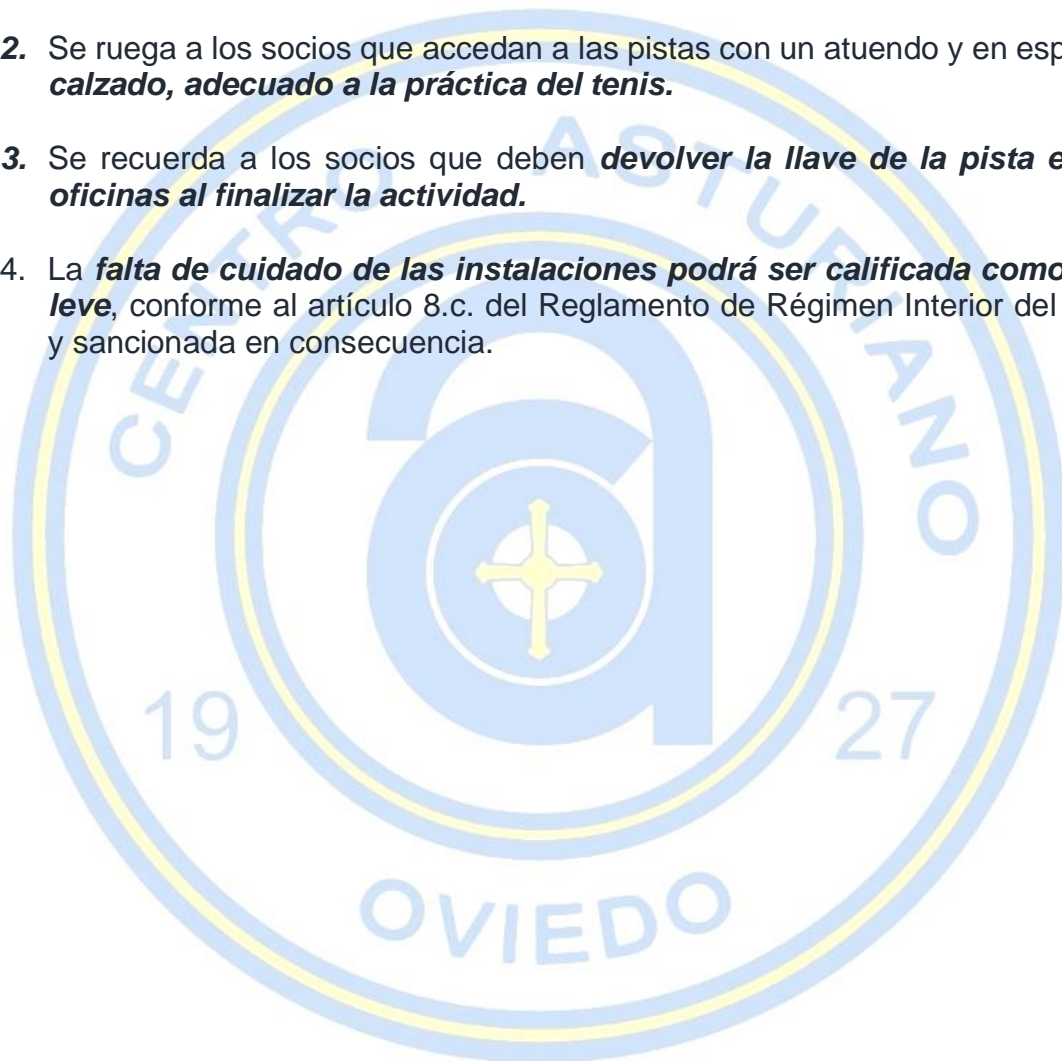 2. Se ruega a los socios que accedan a las pistas con un atuendo y en esp
calzado, adecuado a la práctica del tenis.
3. Se recuerda a los socios que deben devolver la llave de la pista e
oficinas al finalizar la actividad.
4. La falta de cuidado de las instalaciones podrá ser calificada como
leve, conforme al artículo 8.c. del Reglamento de Régimen Interior del
y sancionada en consecuencia.
CENTRO ASTURIANO
19 27
OVIEDO